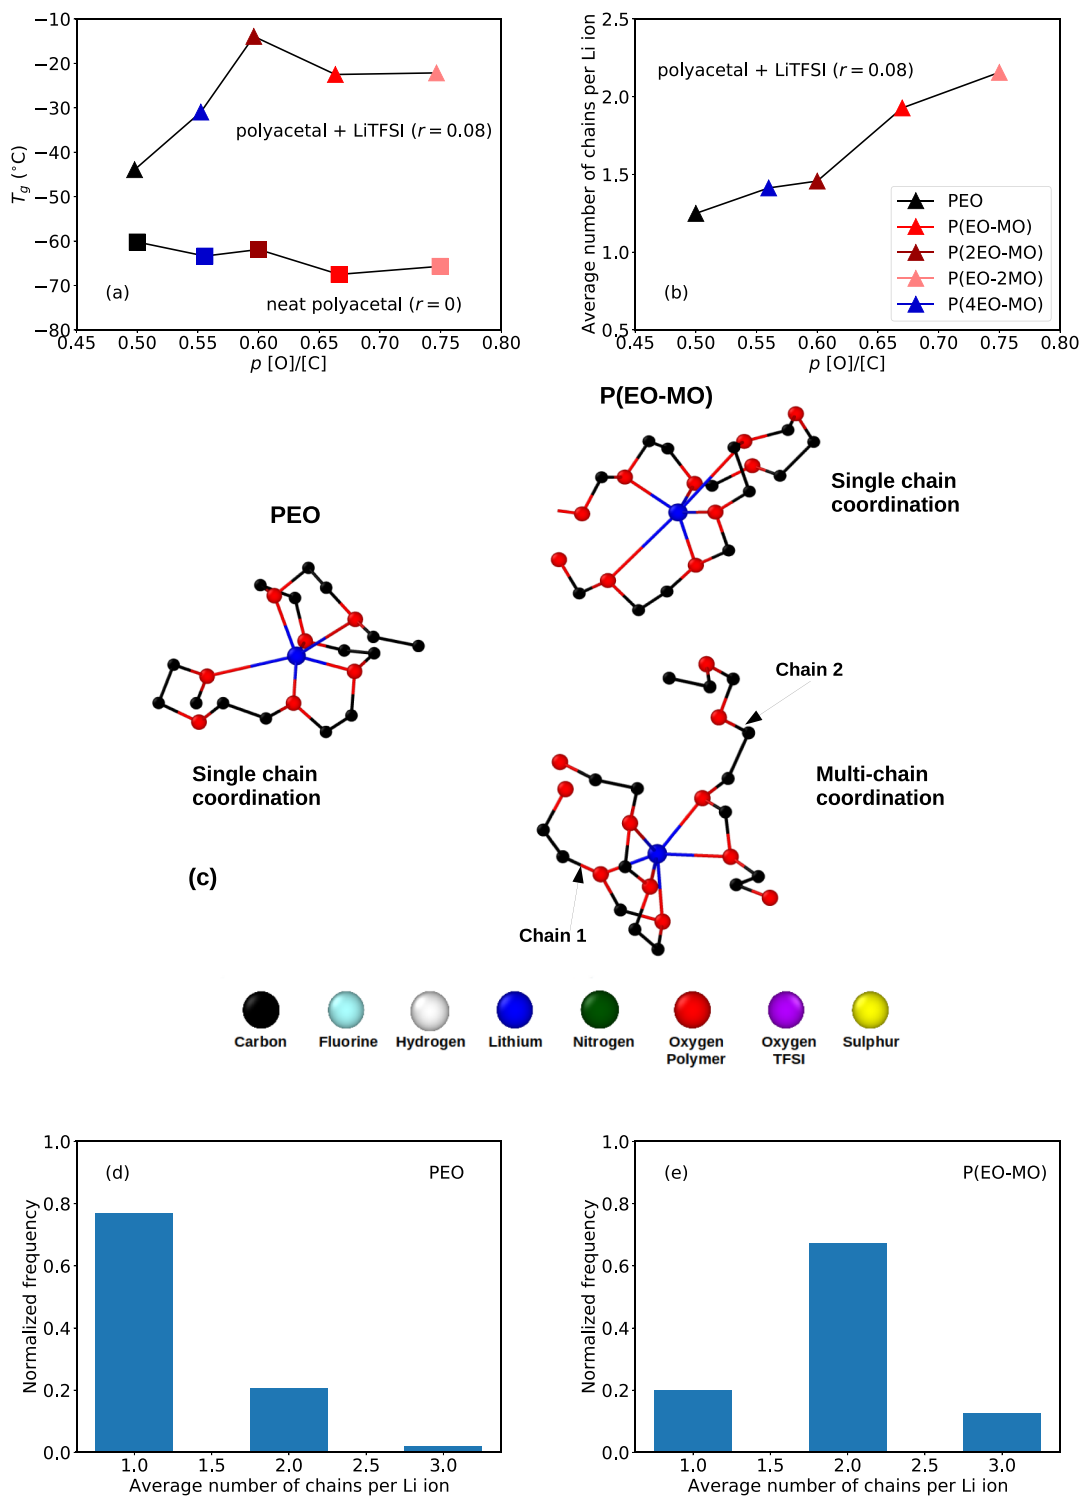 −10
−20
−30
−40
−50
−60
−70
−80
T_g (°C)
polyacetal + LiTFSI (r = 0.08)
neat polyacetal (r = 0)
(a)
0.45 0.50 0.55 0.60 0.65 0.70 0.75 0.80
p [O]/[C]
2.5
2.0
1.5
1.0
0.5
Average number of chains per Li ion
polyacetal + LiTFSI (r = 0.08)
PEO
P(EO-MO)
P(2EO-MO)
P(EO-2MO)
P(4EO-MO)
(b)
0.45 0.50 0.55 0.60 0.65 0.70 0.75 0.80
p [O]/[C]
P(EO-MO)
Single chain
coordination
PEO
Single chain
coordination
Chain 2
Multi-chain
coordination
(c)
Chain 1
Carbon
Fluorine
Hydrogen
Lithium
Nitrogen
Oxygen
Polymer
Oxygen
TFSI
Sulphur
1.0
0.8
0.6
0.4
0.2
0.0
Normalized frequency
(d)
PEO
1.0 1.5 2.0 2.5 3.0
Average number of chains per Li ion
1.0
0.8
0.6
0.4
0.2
0.0
Normalized frequency
(e)
P(EO-MO)
1.0 1.5 2.0 2.5 3.0
Average number of chains per Li ion